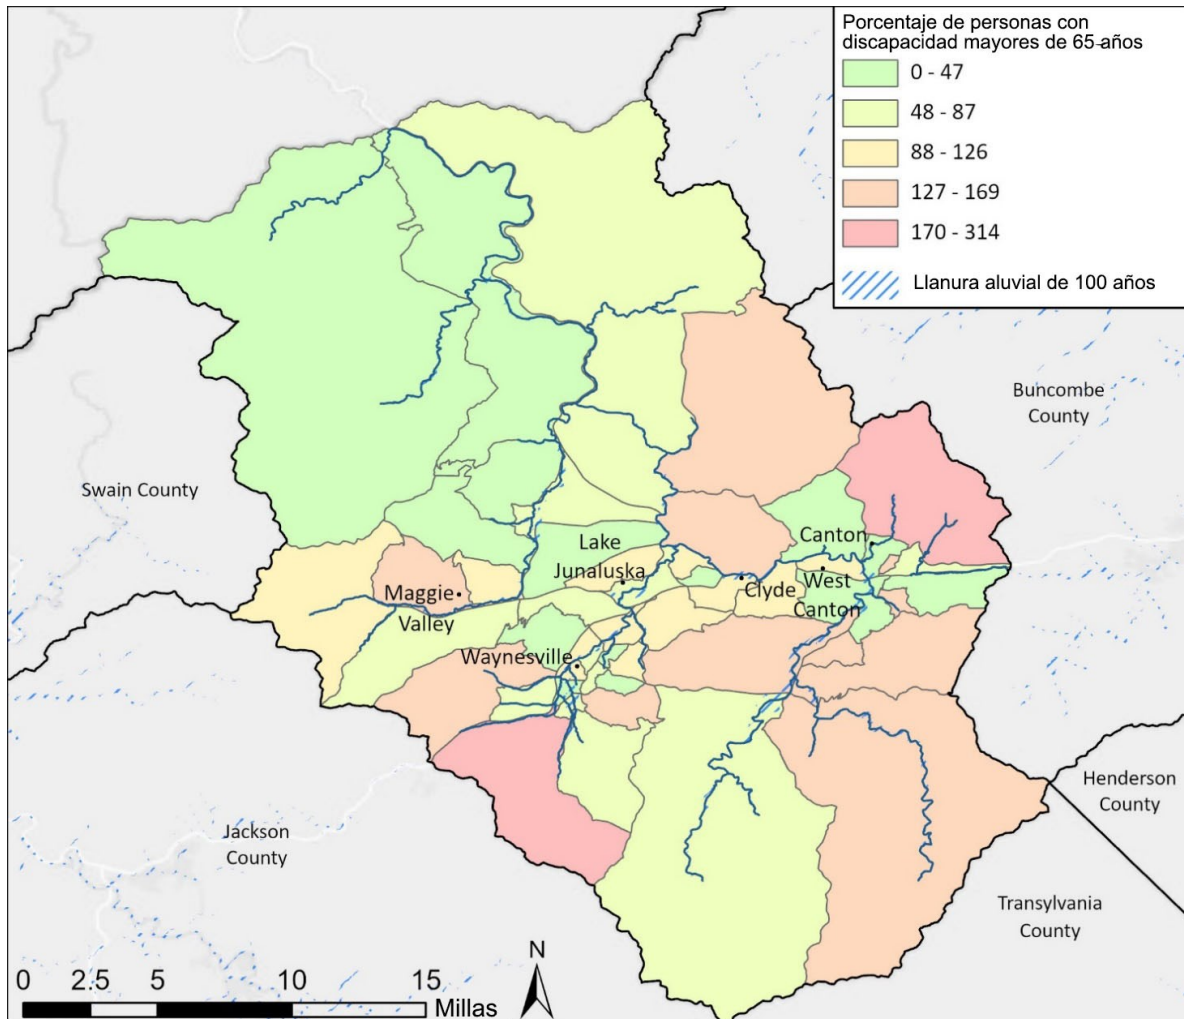 Porcentaje de personas con
discapacidad mayores de 65 años
0 - 47
48 - 87
88 - 126
127 - 169
170 - 314
Llanura aluvial de 100 años
Buncombe
County
Swain County
Canton
Lake
Junaluska
West
Canton
Clyde
Maggie
Valley
Waynesville
Henderson
County
Jackson
County
Transylvania
County
N
0 2.5 5 10 15
Millas